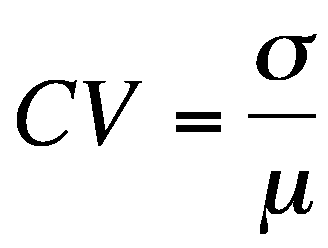 CV = σ/μ